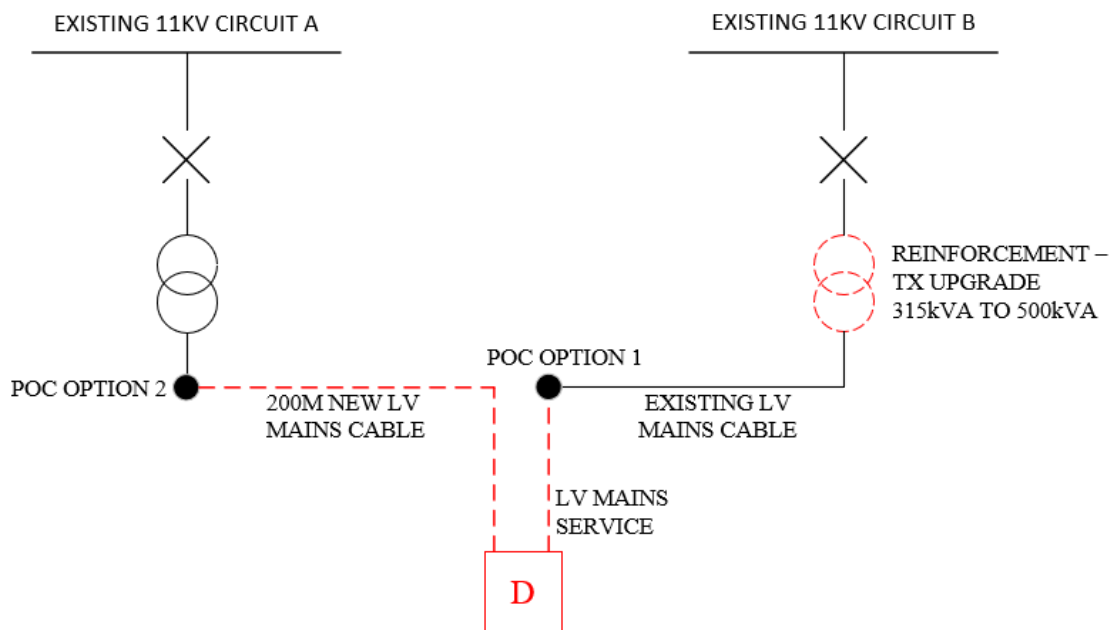 EXISTING 11KV CIRCUIT A
EXISTING 11KV CIRCUIT B
REINFORCEMENT –
TX UPGRADE
315kVA TO 500kVA
POC OPTION 1
POC OPTION 2
200M NEW LV
MAINS CABLE
EXISTING LV
MAINS CABLE
LV MAINS
SERVICE
D